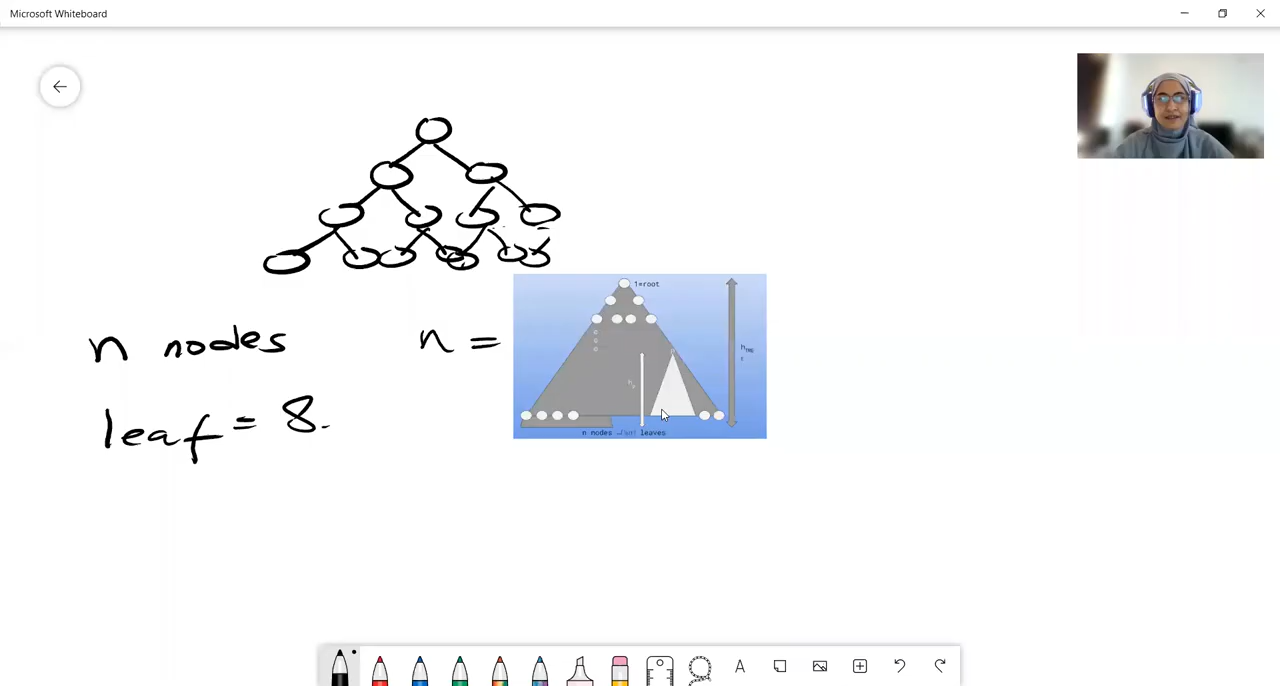 Microsoft Whiteboard
1=root
n nodes
n =
leaf = 8.
n nodes
leaves
A